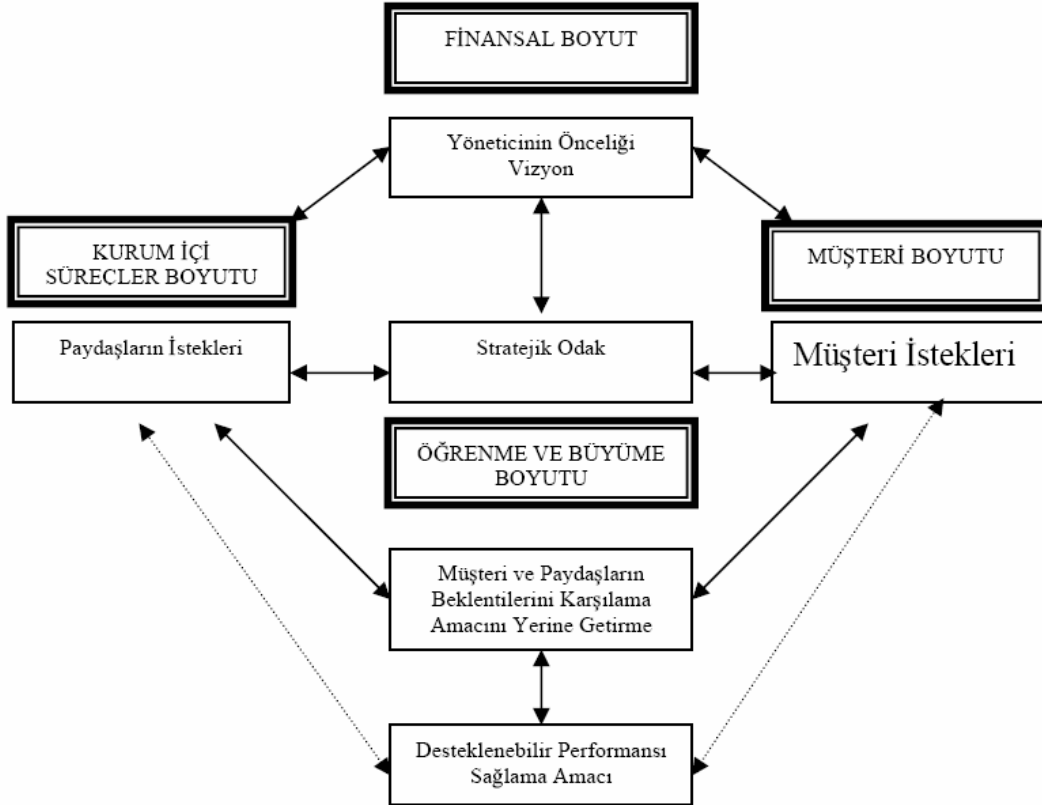 FİNANSAL BOYUT
Yöneticinin Önceliği
Vizyon
KURUM İÇİ
SÜREÇLER BOYUTU
MÜŞTERİ BOYUTU
Paydaşların İstekleri
Stratejik Odak
Müşteri İstekleri
ÖĞRENME VE BÜYÜME
BOYUTU
Müşteri ve Paydaşların
Beklentilerini Karşılama
Amacını Yerine Getirme
Desteklenebilir Performansı
Sağlama Amacı